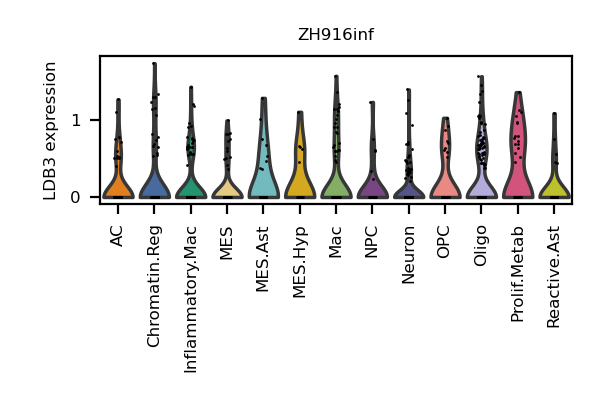 ZH916inf
LDB3 expression
1
0
AC
Chromatin.Reg
Inflammatory.Mac
MES
MES.Ast
MES.Hyp
Mac
NPC
Neuron
OPC
Oligo
Prolif.Metab
Reactive.Ast